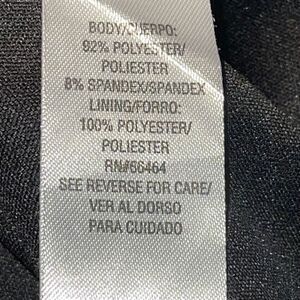 BODY/CUERPO:
92% POLYESTER/
POLIESTER
8% SPANDEX/SPANDEX
LINING/FORRO:
100% POLYESTER/
POLIESTER
RN#66464
SEE REVERSE FOR CARE/
VER AL DORSO
PARA CUIDADO